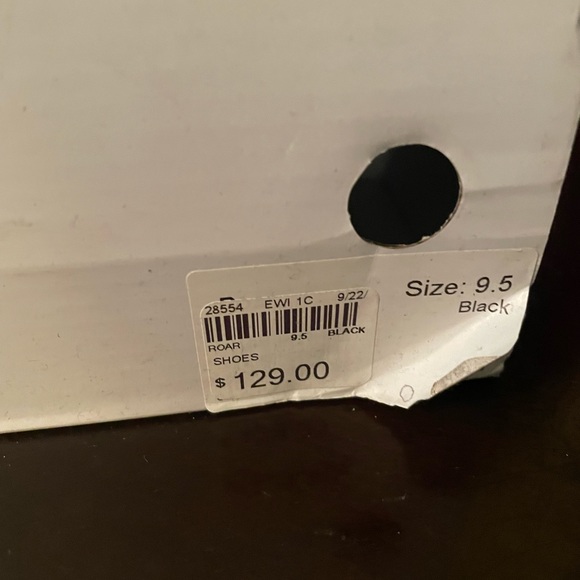 Size: 9.5
Black
28554 EWI 1C 9/22/
9.5 BLACK
ROAR
SHOES
$ 129.00